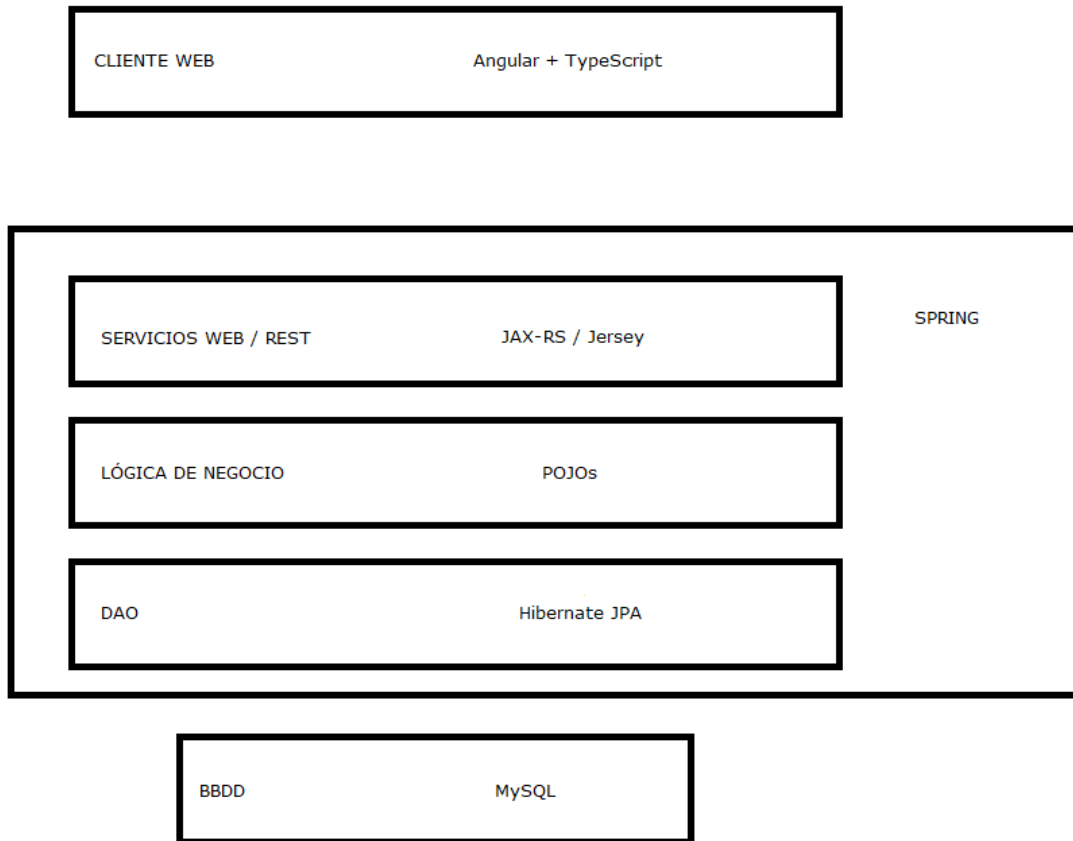 CLIENTE WEB Angular + TypeScript
SPRING
SERVICIOS WEB / REST JAX-RS / Jersey
LÓGICA DE NEGOCIO POJOs
DAO Hibernate JPA
BBDD MySQL